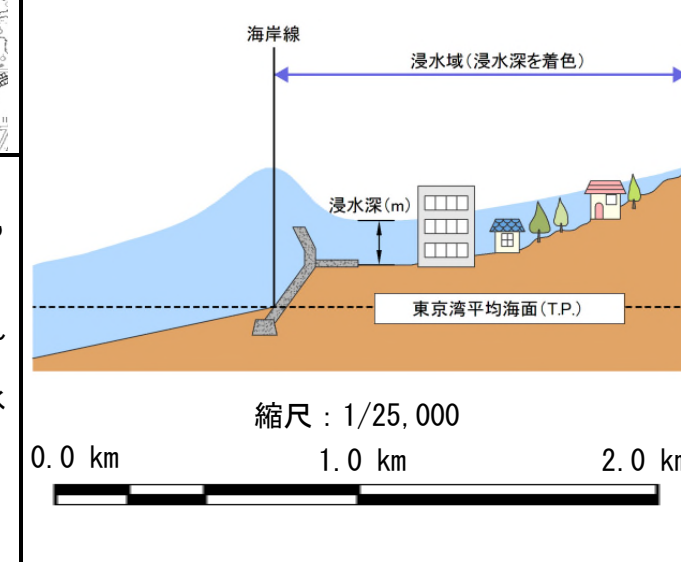 海岸線
浸水域(浸水深を着色)
浸水深(m)
東京湾平均海面(T.P.)
縮尺：1/25,000
0.0 km 1.0 km 2.0 km